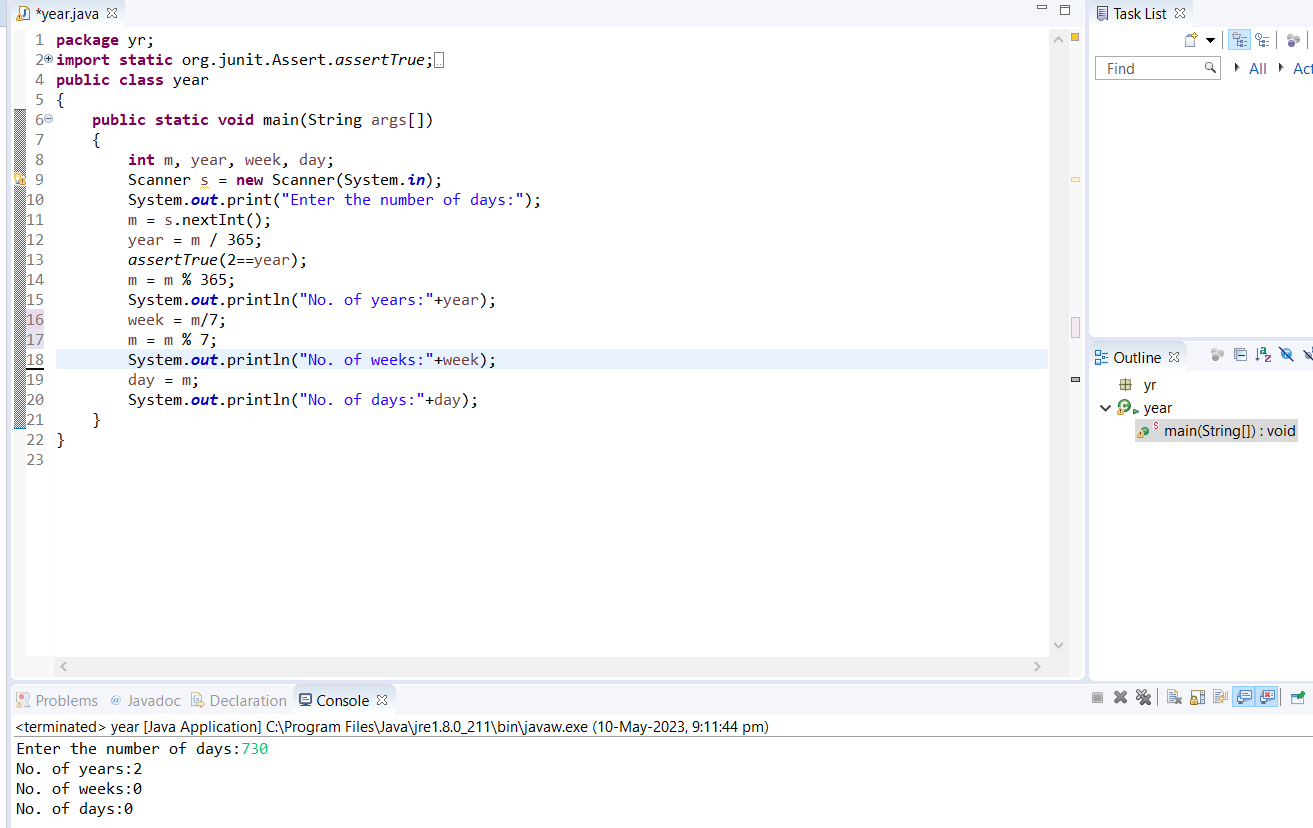 *year.java
1 package yr;
2 import static org.junit.Assert.assertTrue;
4 public class year
5 {
6 public static void main(String args[])
7 {
8 int m, year, week, day;
9 Scanner s = new Scanner(System.in);
10 System.out.print("Enter the number of days:");
11 m = s.nextInt();
12 year = m / 365;
13 assertTrue(2==year);
14 m = m % 365;
15 System.out.println("No. of years:"+year);
16 week = m/7;
17 m = m % 7;
18 System.out.println("No. of weeks:"+week);
19 day = m;
20 System.out.println("No. of days:"+day);
21 }
22 }
23
Task List
Find All Act
Outline
yr
year
main(String[]) : void
Problems @ Javadoc Declaration Console
<terminated> year [Java Application] C:\Program Files\Java\jre1.8.0_211\bin\javaw.exe (10-May-2023, 9:11:44 pm)
Enter the number of days:730
No. of years:2
No. of weeks:0
No. of days:0